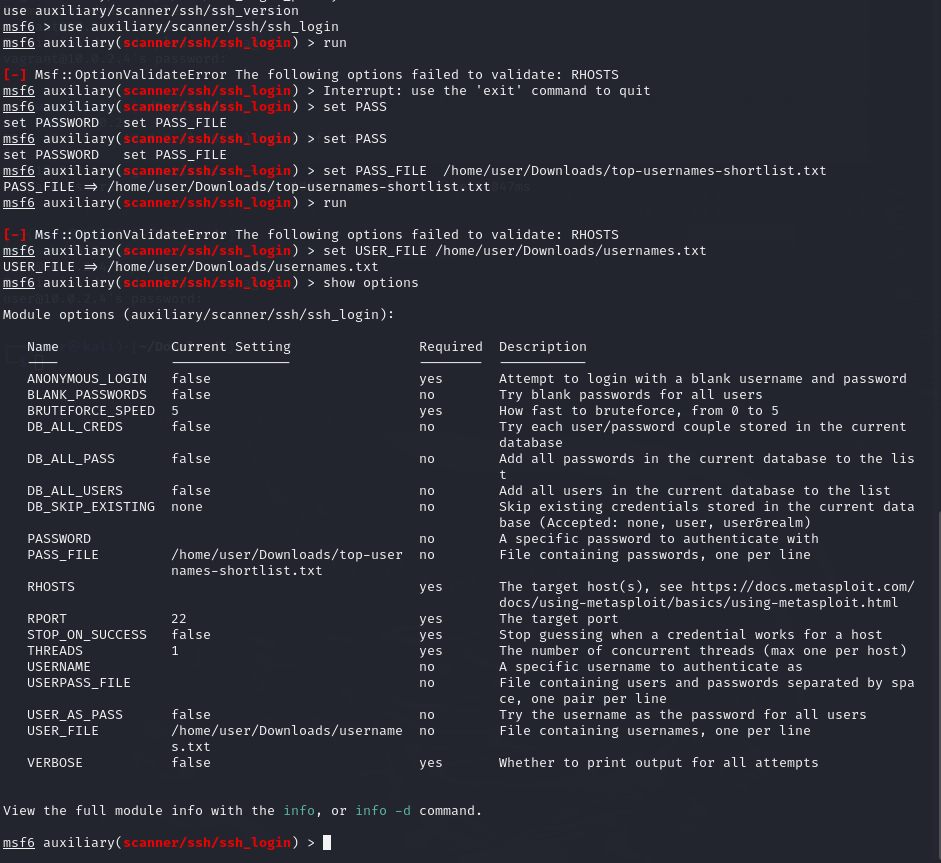 use auxiliary/scanner/ssh/ssh_version
msf6 > use auxiliary/scanner/ssh/ssh_login
msf6 auxiliary(scanner/ssh/ssh_login) > run
[-] Msf::OptionValidateError The following options failed to validate: RHOSTS
msf6 auxiliary(scanner/ssh/ssh_login) > Interrupt: use the 'exit' command to quit
msf6 auxiliary(scanner/ssh/ssh_login) > set PASS
set PASSWORD   set PASS_FILE
msf6 auxiliary(scanner/ssh/ssh_login) > set PASS
set PASSWORD   set PASS_FILE
msf6 auxiliary(scanner/ssh/ssh_login) > set PASS_FILE  /home/user/Downloads/top-usernames-shortlist.txt
PASS_FILE => /home/user/Downloads/top-usernames-shortlist.txt
msf6 auxiliary(scanner/ssh/ssh_login) > run
[-] Msf::OptionValidateError The following options failed to validate: RHOSTS
msf6 auxiliary(scanner/ssh/ssh_login) > set USER_FILE /home/user/Downloads/usernames.txt
USER_FILE => /home/user/Downloads/usernames.txt
msf6 auxiliary(scanner/ssh/ssh_login) > show options
Module options (auxiliary/scanner/ssh/ssh_login):
Name              Current Setting                 Required  Description
ANONYMOUS_LOGIN   false                           yes       Attempt to login with a blank username and password
BLANK_PASSWORDS   false                           no        Try blank passwords for all users
BRUTEFORCE_SPEED  5                               yes       How fast to bruteforce, from 0 to 5
DB_ALL_CREDS      false                           no        Try each user/password couple stored in the current
database
DB_ALL_PASS       false                           no        Add all passwords in the current database to the lis
t
DB_ALL_USERS      false                           no        Add all users in the current database to the list
DB_SKIP_EXISTING  none                            no        Skip existing credentials stored in the current data
base (Accepted: none, user, user&realm)
PASSWORD                                          no        A specific password to authenticate with
PASS_FILE         /home/user/Downloads/top-user   no        File containing passwords, one per line
names-shortlist.txt
RHOSTS                                            yes       The target host(s), see https://docs.metasploit.com/
docs/using-metasploit/basics/using-metasploit.html
RPORT             22                              yes       The target port
STOP_ON_SUCCESS   false                           yes       Stop guessing when a credential works for a host
THREADS           1                               yes       The number of concurrent threads (max one per host)
USERNAME                                          no        A specific username to authenticate as
USERPASS_FILE                                     no        File containing users and passwords separated by spa
ce, one pair per line
USER_AS_PASS      false                           no        Try the username as the password for all users
USER_FILE         /home/user/Downloads/username   no        File containing usernames, one per line
s.txt
VERBOSE           false                           yes       Whether to print output for all attempts
View the full module info with the info, or info -d command.
msf6 auxiliary(scanner/ssh/ssh_login) >